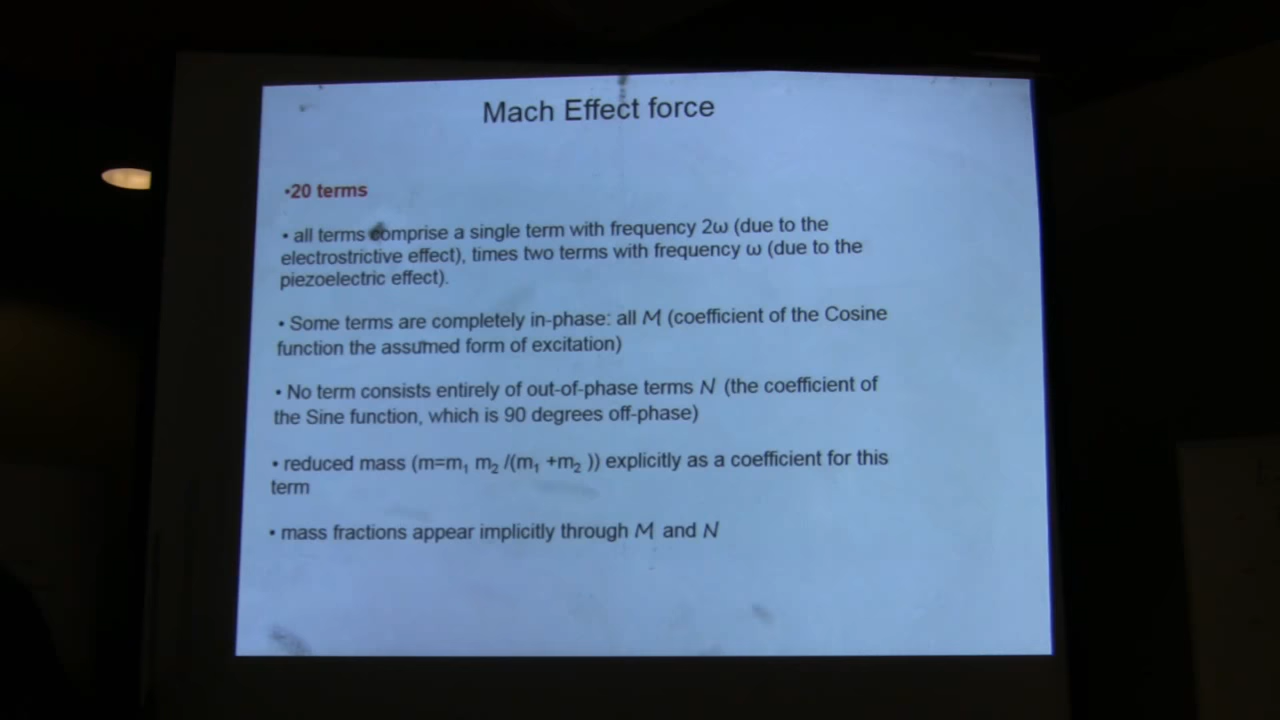 Mach Effect force
•20 terms
• all terms comprise a single term with frequency 2ω (due to the
electrostrictive effect), times two terms with frequency ω (due to the
piezoelectric effect).
• Some terms are completely in-phase: all M (coefficient of the Cosine
function the assumed form of excitation)
• No term consists entirely of out-of-phase terms N (the coefficient of
the Sine function, which is 90 degrees off-phase)
• reduced mass (m=m₁ m₂ /(m₁ +m₂ )) explicitly as a coefficient for this
term
• mass fractions appear implicitly through M and N